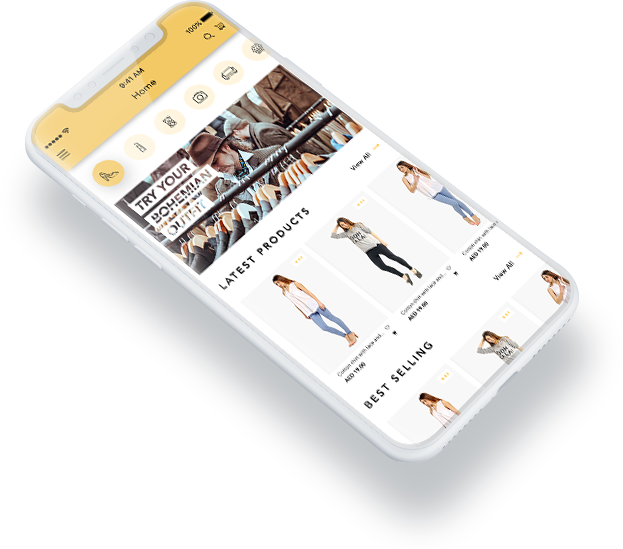 9:41 AM
100%
Home
TRY YOUR
BOHEMIAN
OUTFIT
LATEST PRODUCTS
View All
Cotton shirt with lace and...
AED 19.00
Cotton shirt with lace and...
AED 19.00
Cotton shirt with lace and
AED 19.00
BEST SELLING
View All